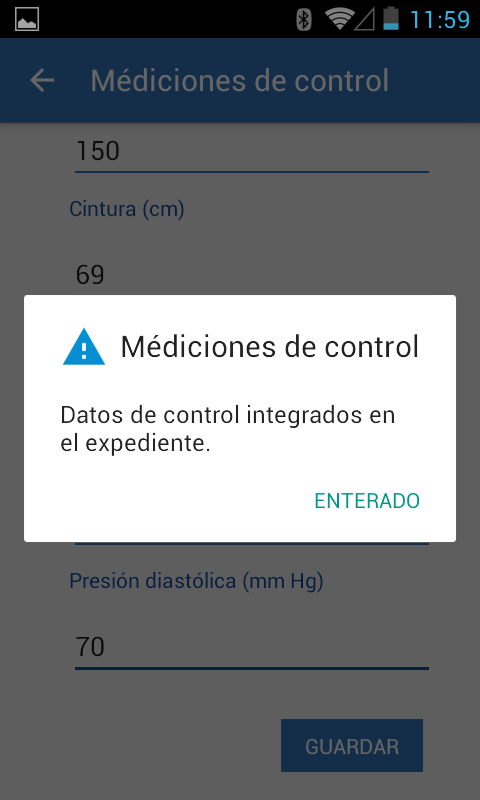 11:59
Médiciones de control
150
Cintura (cm)
69
Médiciones de control
Datos de control integrados en
el expediente.
ENTERADO
Presión diastólica (mm Hg)
70
GUARDAR